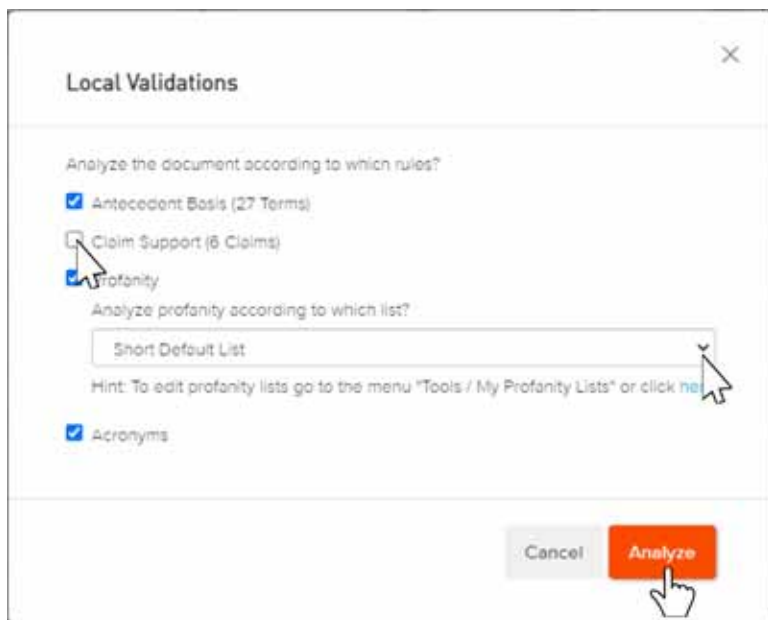 Local Validations
Analyze the document according to which rules?
Antecedent Basis (27 Terms)
Claim Support (6 Claims)
Profanity
Analyze profanity according to which list?
Short Default List
Hint: To edit profanity lists go to the menu "Tools / My Profanity Lists" or click
Acronyms
Cancel
Analyze